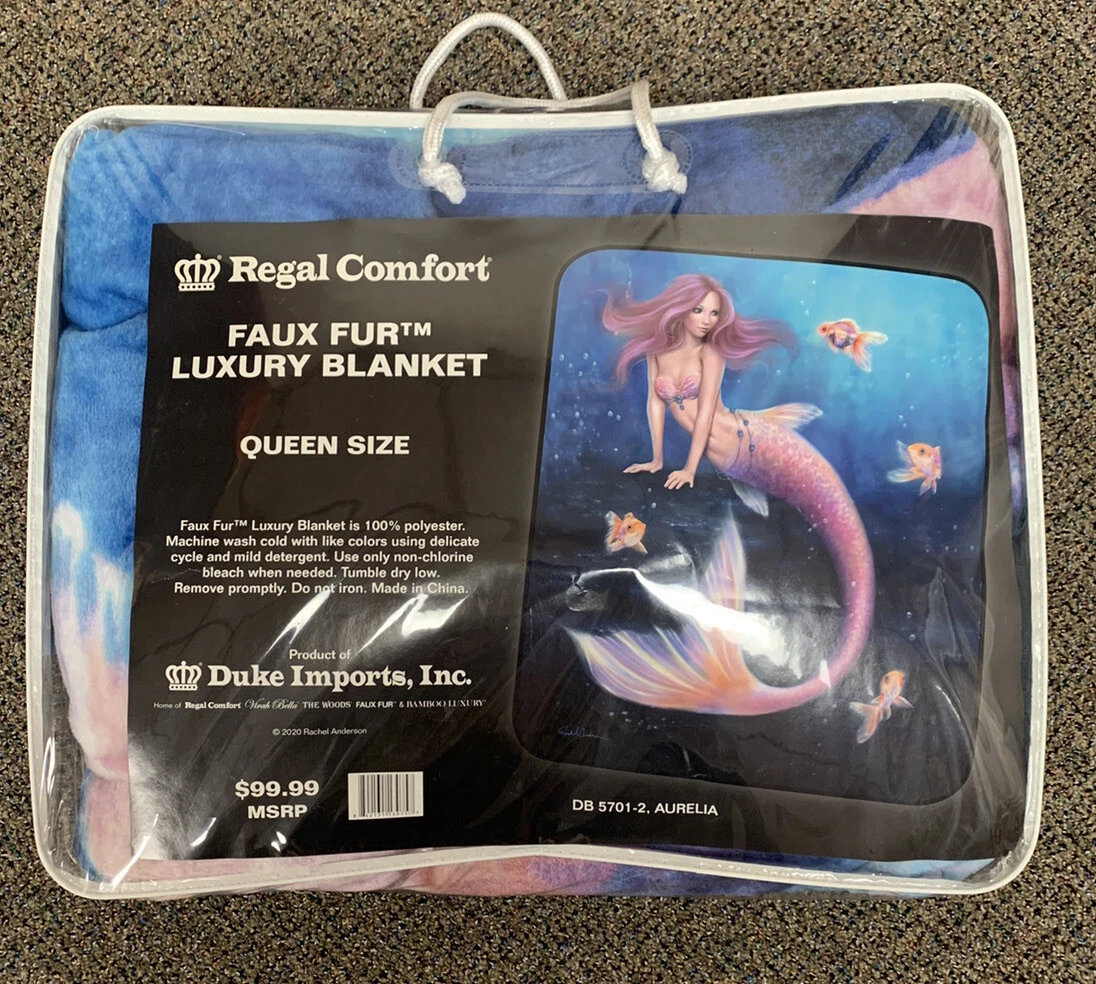 Regal Comfort®
FAUX FUR™
LUXURY BLANKET
QUEEN SIZE
Faux Fur™ Luxury Blanket is 100% polyester.
Machine wash cold with like colors using delicate
cycle and mild detergent. Use only non-chlorine
bleach when needed. Tumble dry low.
Remove promptly. Do not iron. Made in China.
Product of
Duke Imports, Inc.
Home of Regal Comfort® Virah Bella® THE WOODS® FAUX FUR™ & BAMBOO LUXURY™
© 2020 Rachel Anderson
$99.99
MSRP
DB 5701-2, AURELIA